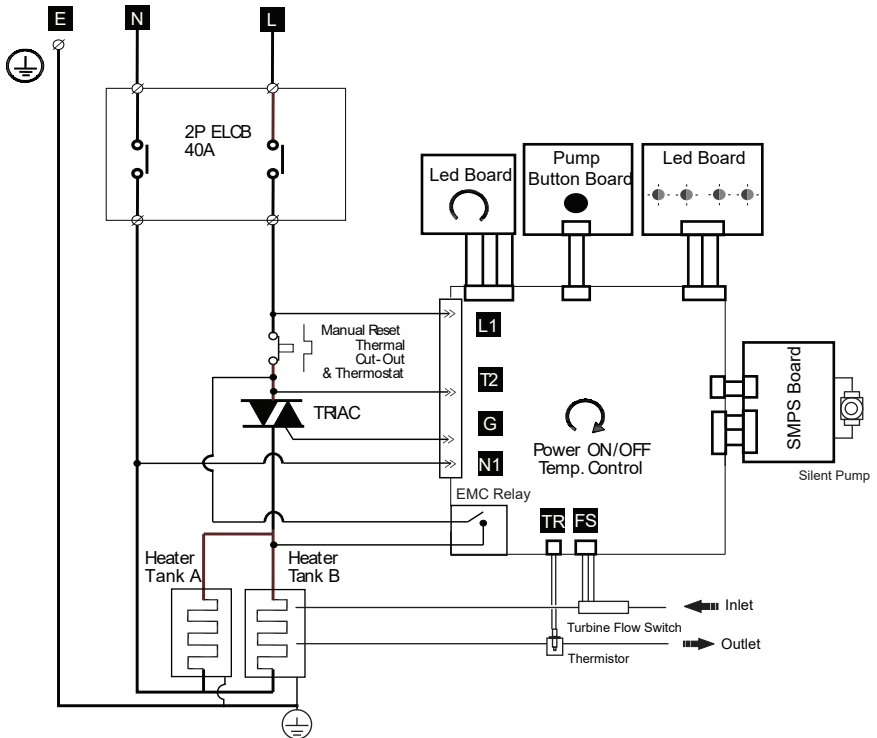 E
N
L
2P ELCB
40A
Led Board
Pump
Button Board
Led Board
Manual Reset
Thermal
Cut-Out
& Thermostat
L1
T2
TRIAC
G
N1
Power ON/OFF
Temp. Control
SMPS Board
Silent Pump
EMC Relay
TR
FS
Heater
Tank A
Heater
Tank B
Inlet
Turbine Flow Switch
Outlet
Thermistor